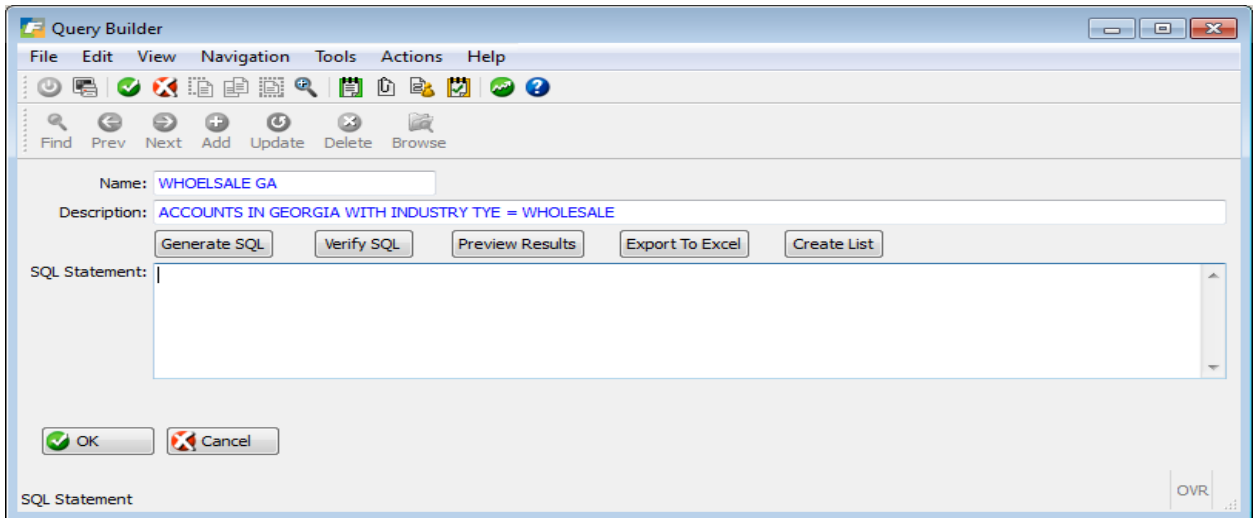 Query Builder
File Edit View Navigation Tools Actions Help
Find Prev Next Add Update Delete Browse
Name: WHOELSALE GA
Description: ACCOUNTS IN GEORGIA WITH INDUSTRY TYE = WHOLESALE
Generate SQL Verify SQL Preview Results Export To Excel Create List
SQL Statement:
OK Cancel
SQL Statement OVR